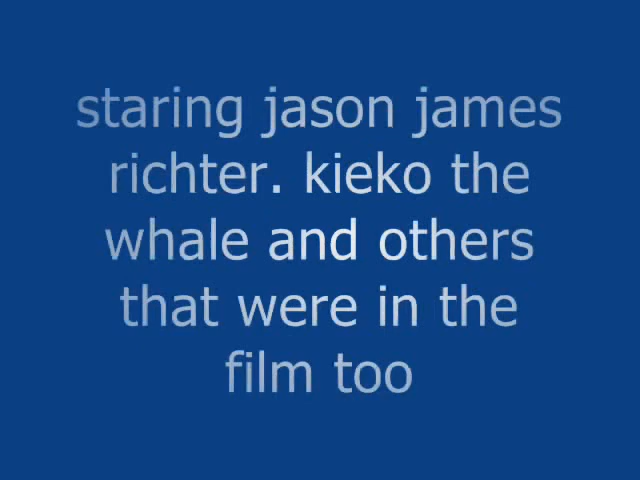 staring jason james
richter. kieko the
whale and others
that were in the
film too